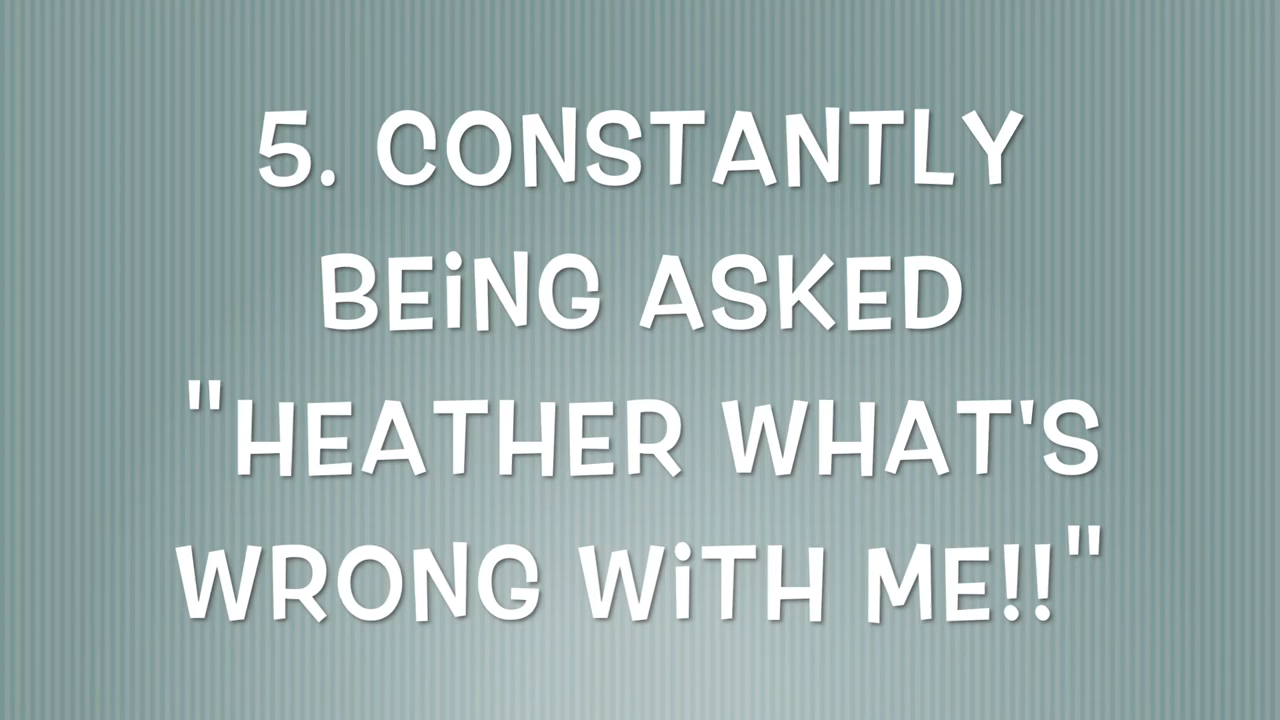 5. CONSTANTLY
BEiNG ASKED
"HEATHER WHAT'S
WRONG WiTH ME!!"